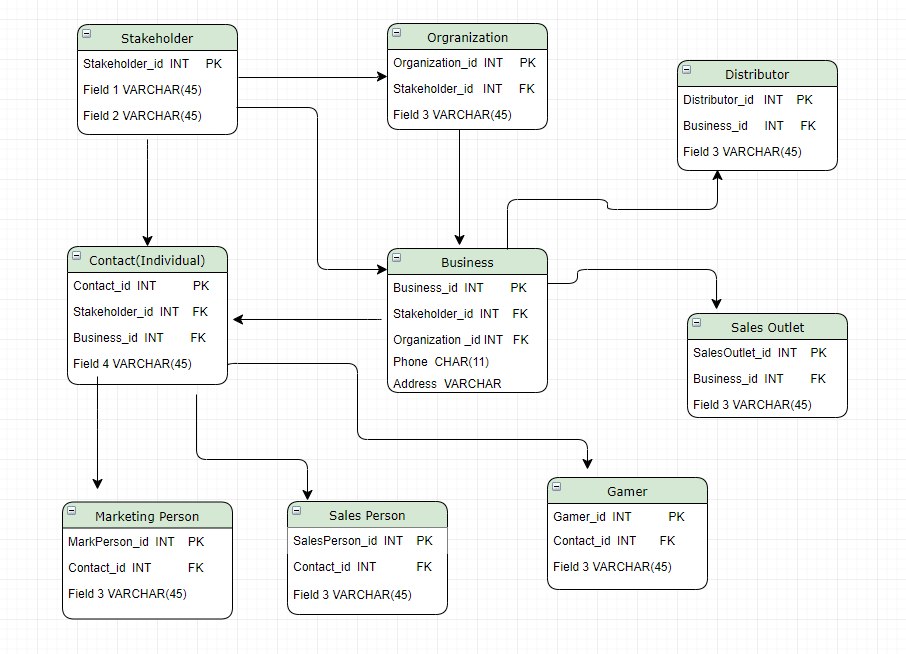 Stakeholder
Stakeholder_id INT PK
Field 1 VARCHAR(45)
Field 2 VARCHAR(45)
Orgranization
Organization_id INT PK
Stakeholder_id INT FK
Field 3 VARCHAR(45)
Distributor
Distributor_id INT PK
Business_id INT FK
Field 3 VARCHAR(45)
Contact(Individual)
Contact_id INT PK
Stakeholder_id INT FK
Business_id INT FK
Field 4 VARCHAR(45)
Business
Business_id INT PK
Stakeholder_id INT FK
Organization _id INT FK
Phone CHAR(11)
Address VARCHAR
Sales Outlet
SalesOutlet_id INT PK
Business_id INT FK
Field 3 VARCHAR(45)
Marketing Person
MarkPerson_id INT PK
Contact_id INT FK
Field 3 VARCHAR(45)
Sales Person
SalesPerson_id INT PK
Contact_id INT FK
Field 3 VARCHAR(45)
Gamer
Gamer_id INT PK
Contact_id INT FK
Field 3 VARCHAR(45)